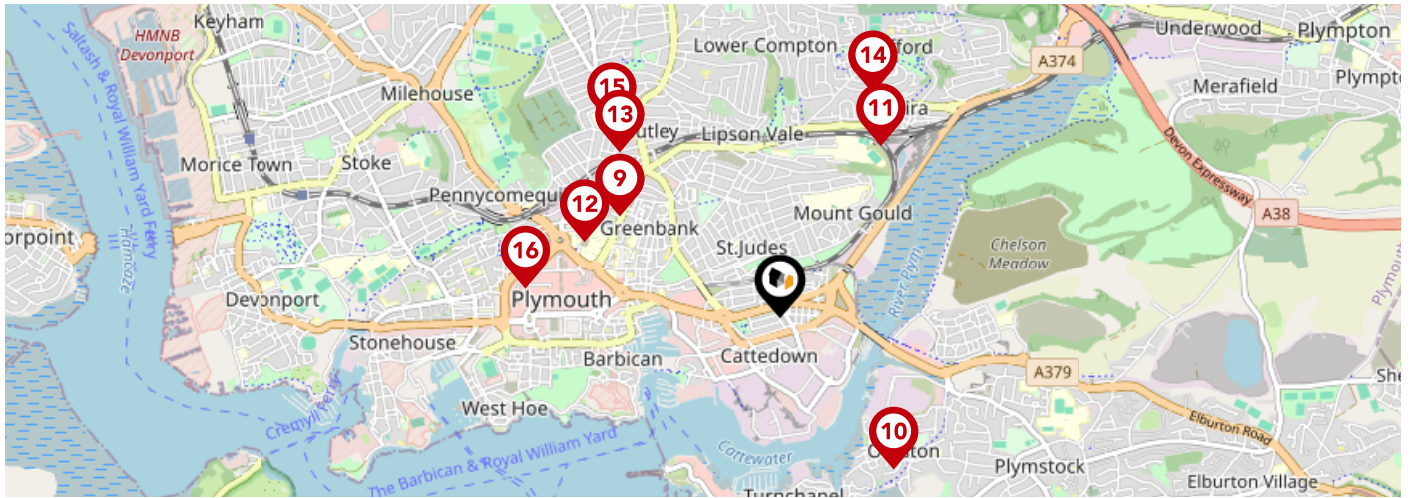 Keyham
HMNB
Devonport
Saltash & Royal William Yard Ferry
Milehouse
Lower Compton
14
Underwood
Plympton
A374
Merafield
15
13
11
Lipson Vale
Morice Town
Stoke
Devon Expressway
9
12
Greenbank
Mount Gould
A38
St.Judes
Hamoaze
16
Chelson
Meadow
River Plym
Devonport
Plymouth
Stonehouse
Barbican
Cattedown
A379
West Hoe
Cremyll Ferry
Elburton Road
10
The Barbican & Royal William Yard
Cattewater
Plymstock
Elburton Village